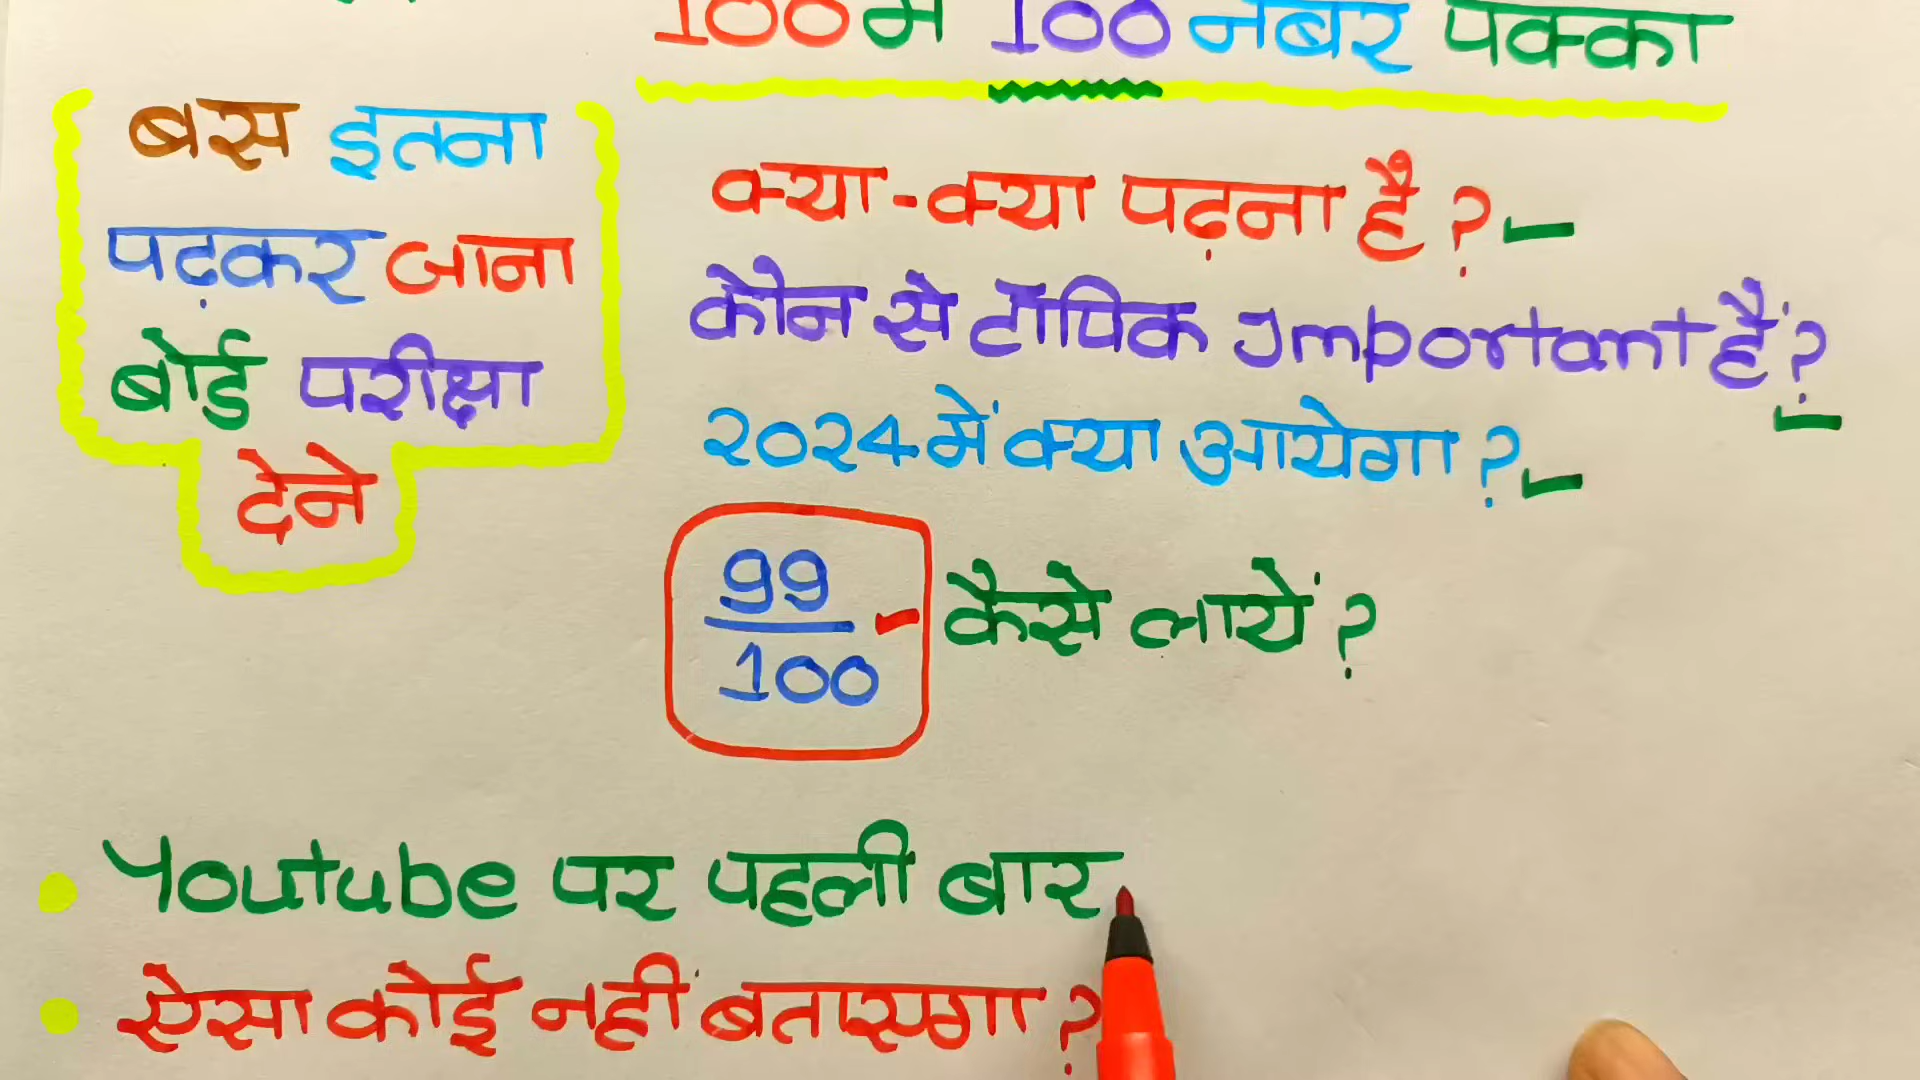 100 में 100 नंबर पक्का
बस इतना
पढ़कर जाना
बोर्ड परीक्षा
देने
क्या-क्या पढ़ना है?
कौन से टॉपिक Important हैं?
2024 में क्या आयेगा?
99
100
कैसे लायें?
Youtube पर पहली बार
ऐसा कोई नहीं बताएगा?